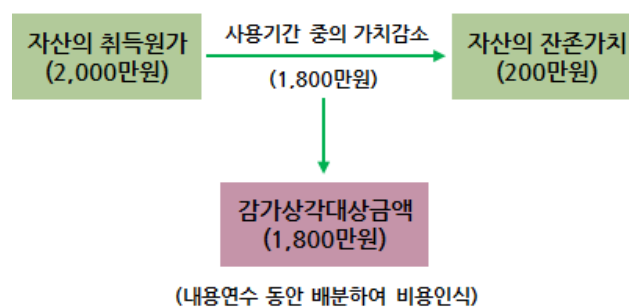 자산의 취득원가
(2,000만원)
사용기간 중의 가치감소
(1,800만원)
자산의 잔존가치
(200만원)
감가상각대상금액
(1,800만원)
(내용연수 동안 배분하여 비용인식)